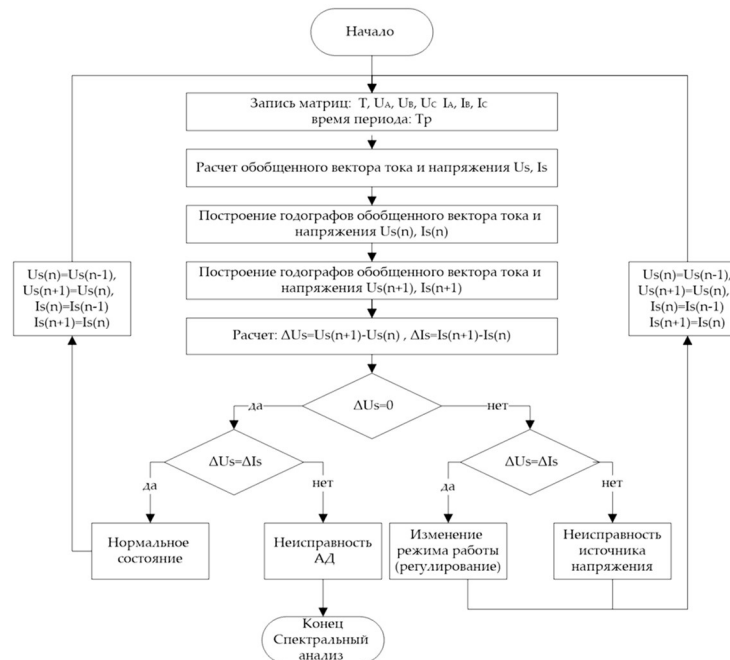 Начало
Запись матриц: T, UA, UB, UC IA, IB, IC
время периода: Tp
Расчет обобщенного вектора тока и напряжения Us, Is
Построение годографов обобщенного вектора тока и
напряжения Us(n), Is(n)
Построение годографов обобщенного вектора тока и
напряжения Us(n+1), Is(n+1)
Us(n)=Us(n-1),
Us(n+1)=Us(n),
Is(n)=Is(n-1)
Is(n+1)=Is(n)
Us(n)=Us(n-1),
Us(n+1)=Us(n),
Is(n)=Is(n-1)
Is(n+1)=Is(n)
Расчет: ΔUs=Us(n+1)-Us(n) , ΔIs=Is(n+1)-Is(n)
ΔUs=0
да
нет
ΔUs=ΔIs
ΔUs=ΔIs
да
нет
да
нет
Нормальное
состояние
Неисправность
АД
Изменение
режима работы
(регулирование)
Неисправность
источника
напряжения
Конец
Спектральный
анализ